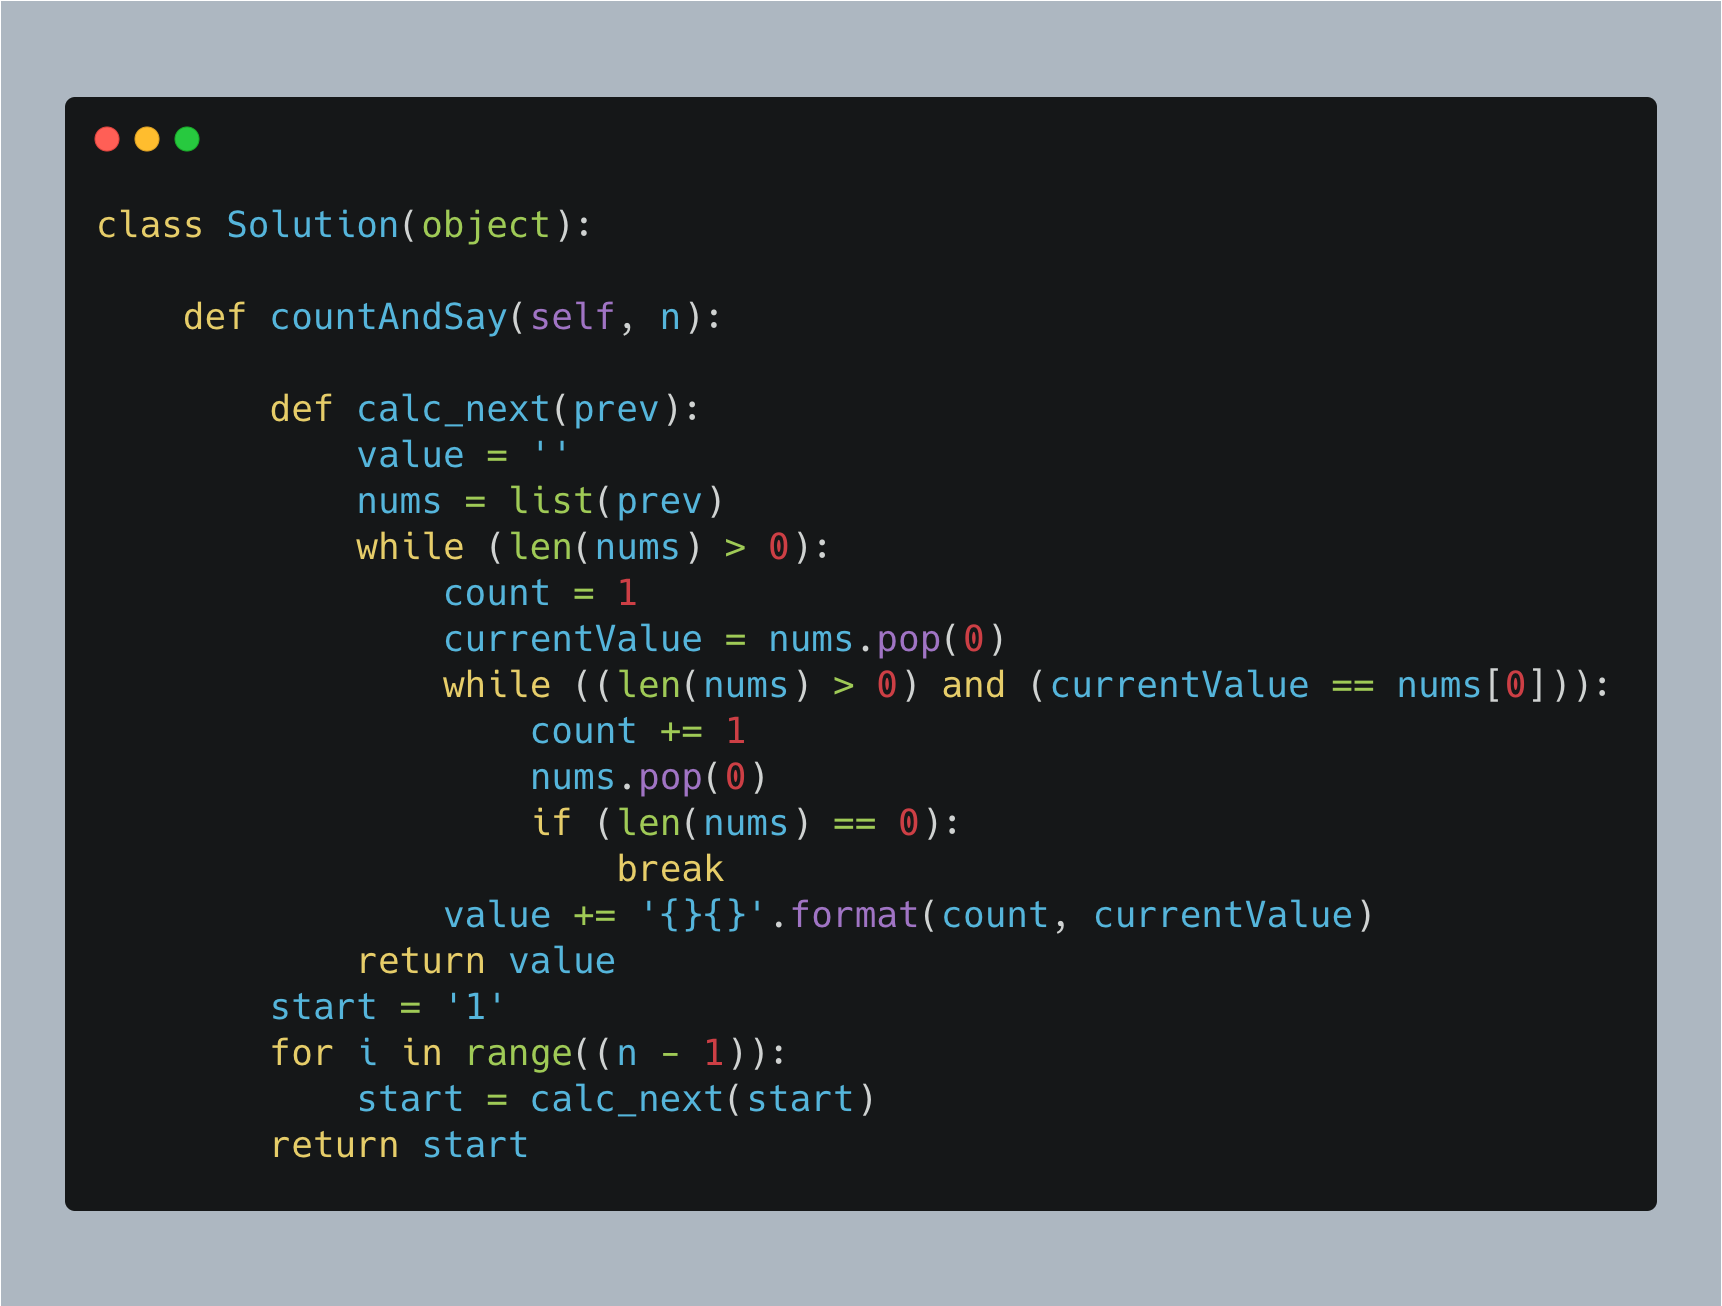 class Solution(object):

    def countAndSay(self, n):

        def calc_next(prev):
            value = ''
            nums = list(prev)
            while (len(nums) > 0):
                count = 1
                currentValue = nums.pop(0)
                while ((len(nums) > 0) and (currentValue == nums[0])):
                    count += 1
                    nums.pop(0)
                    if (len(nums) == 0):
                        break
                value += '{}{}'.format(count, currentValue)
            return value
        start = '1'
        for i in range((n - 1)):
            start = calc_next(start)
        return start